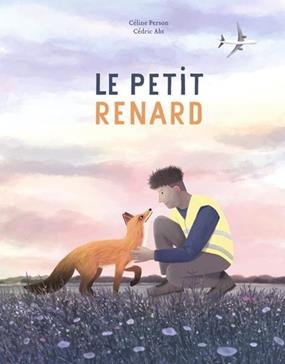 Céline Person
Cédric Abt
LE PETIT
RENARD